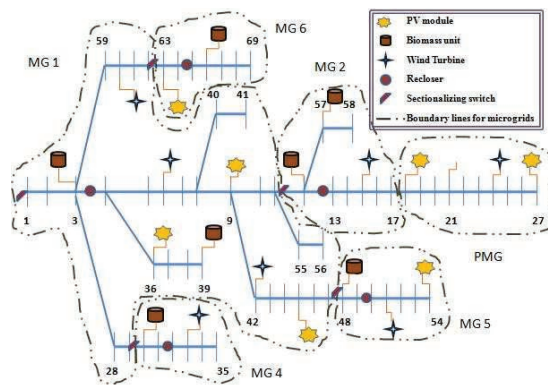 PV module
Biomass unit
Wind Turbine
Recloser
Sectionalizing switch
Boundary lines for microgrids
MG 1
59
63
MG 6
69
40
41
MG 2
57
58
1
3
9
13
17
21
27
PMG
36
39
55
56
42
48
54
MG 5
28
35
MG 4